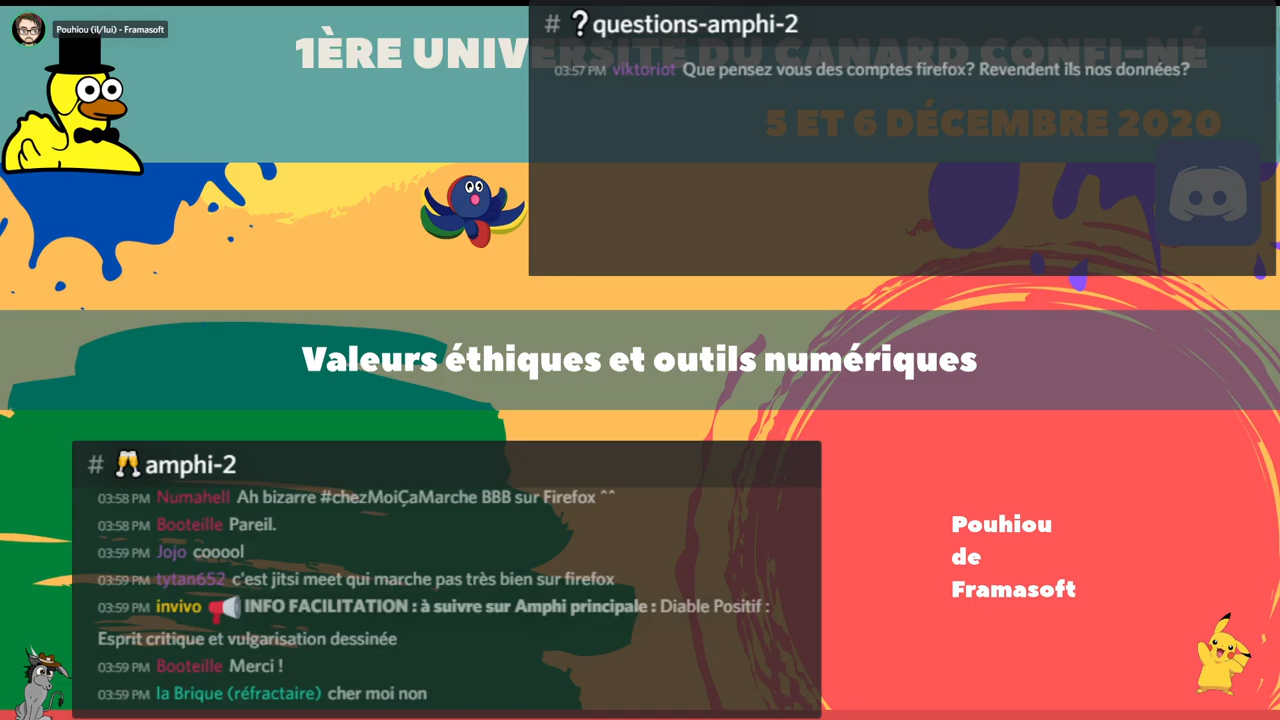 Pouhiou (il/lui) - Framasoft
1ÈRE UNIVERSITÉ DU CANARD CONFI-NÉ
# ❓questions-amphi-2
03:57 PM viktoriot Que pensez vous des comptes firefox? Revendent ils nos données?
5 ET 6 DÉCEMBRE 2020
Valeurs éthiques et outils numériques
# 🥂amphi-2
03:58 PM Numahell Ah bizarre #chezMoiÇaMarche BBB sur Firefox ^^
03:58 PM Booteille Pareil.
03:59 PM Jojo cooool
03:59 PM tytan652 c'est jitsi meet qui marche pas très bien sur firefox
03:59 PM invivo 📢 INFO FACILITATION : à suivre sur Amphi principale : Diable Positif :
Esprit critique et vulgarisation dessinée
03:59 PM Booteille Merci !
03:59 PM la Brique (réfractaire) cher moi non
Pouhiou
de
Framasoft